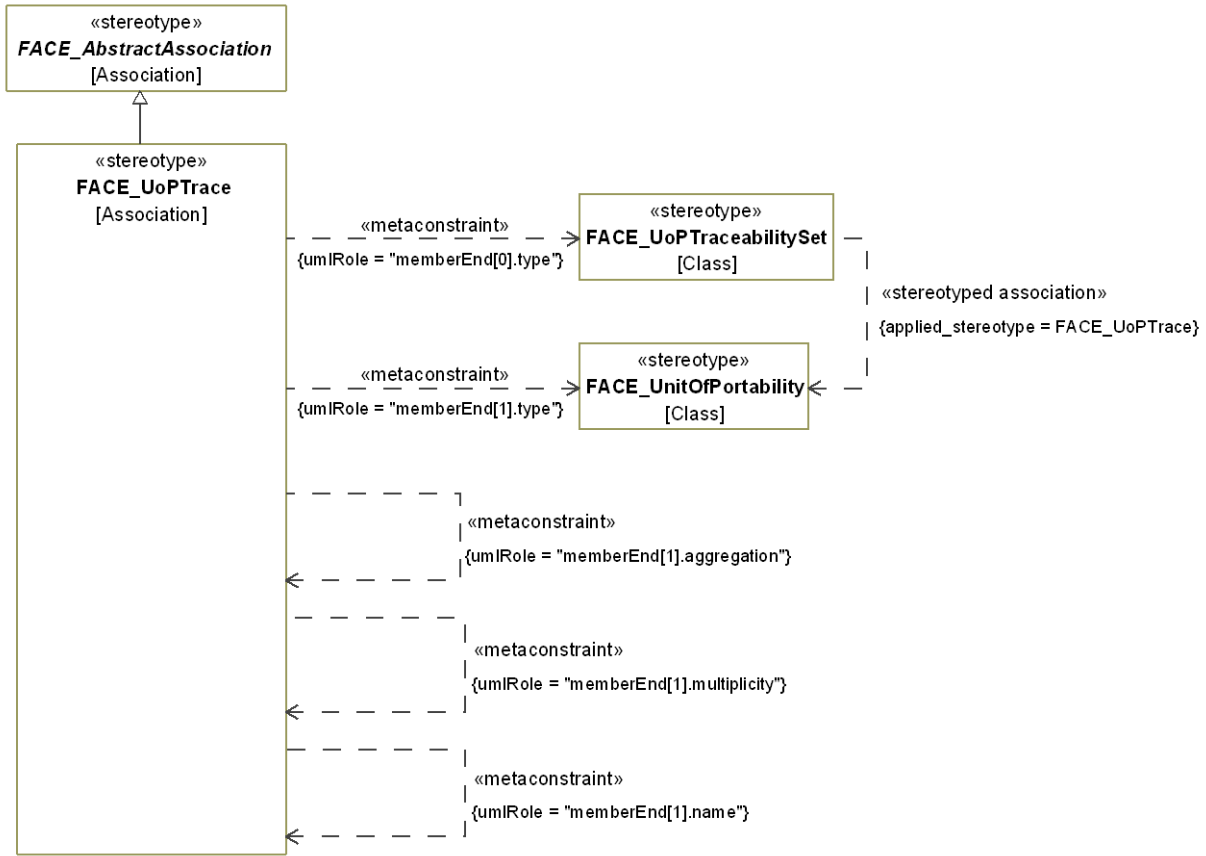 «stereotype»
FACE_AbstractAssociation
[Association]
«stereotype»
FACE_UoPTrace
[Association]
«metaconstraint»
{umlRole = "memberEnd[0].type"}
«stereotype»
FACE_UoPTraceabilitySet
[Class]
«stereotyped association»
{applied_stereotype = FACE_UoPTrace}
«metaconstraint»
{umlRole = "memberEnd[1].type"}
«stereotype»
FACE_UnitOfPortability
[Class]
«metaconstraint»
{umlRole = "memberEnd[1].aggregation"}
«metaconstraint»
{umlRole = "memberEnd[1].multiplicity"}
«metaconstraint»
{umlRole = "memberEnd[1].name"}